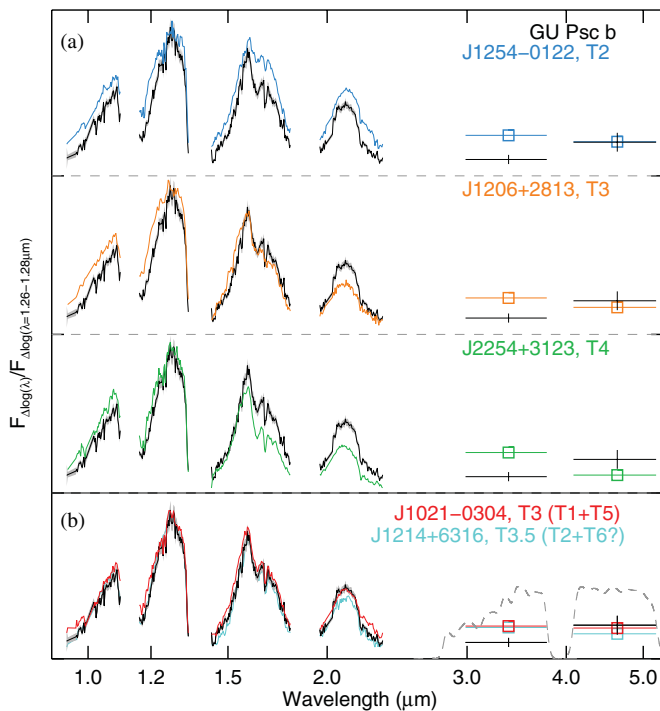 (a)
GU Psc b
J1254−0122, T2
J1206+2813, T3
J2254+3123, T4
F Δlog(λ)/F Δlog(λ=1.26−1.28μm)
(b)
J1021−0304, T3 (T1+T5)
J1214+6316, T3.5 (T2+T6?)
1.0 1.2 1.5 2.0 3.0 4.0 5.0
Wavelength (μm)